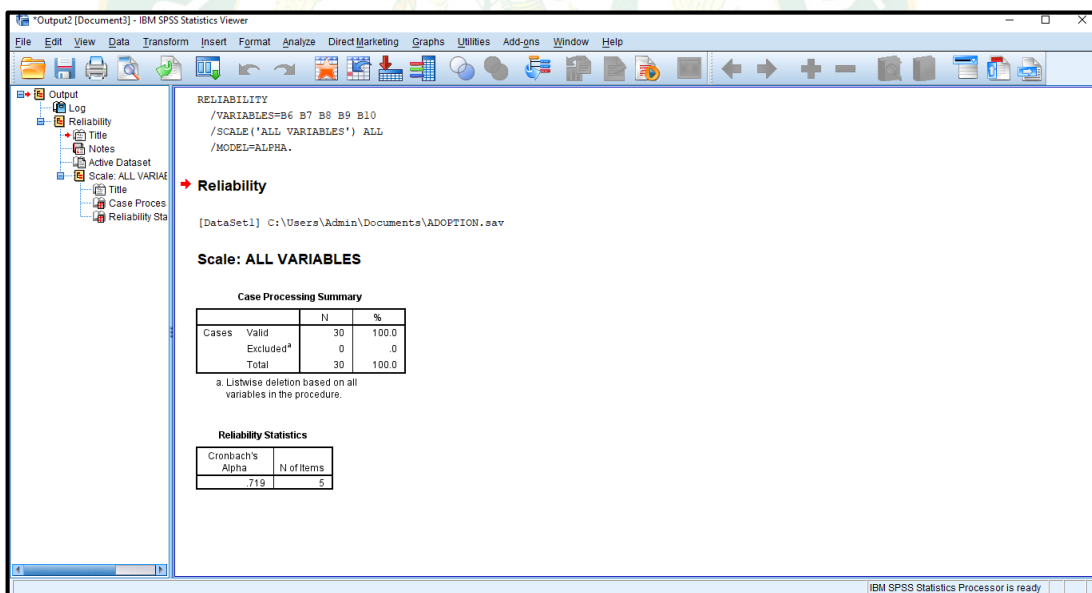 *Output2 [Document3] - IBM SPSS Statistics Viewer
File Edit View Data Transform Insert Format Analyze Direct Marketing Graphs Utilities Add-ons Window Help
Output
Log
Reliability
Title
Notes
Active Dataset
Scale: ALL VARIAE
Title
Case Proces
Reliability Sta
RELIABILITY
/VARIABLES=B6 B7 B8 B9 B10
/SCALE('ALL VARIABLES') ALL
/MODEL=ALPHA.
Reliability
[DataSet1] C:\Users\Admin\Documents\ADOPTION.sav
Scale: ALL VARIABLES
Case Processing Summary
N %
Cases Valid 30 100.0
Excludedᵃ 0 .0
Total 30 100.0
a. Listwise deletion based on all
variables in the procedure.
Reliability Statistics
Cronbach's
Alpha N of Items
.719 5
IBM SPSS Statistics Processor is ready